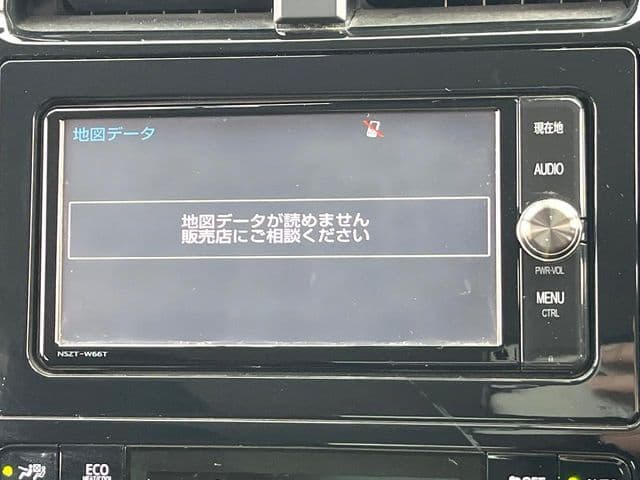 地図データ
地図データが読めません
販売店にご相談ください
現在地
AUDIO
PWR-VOL
MENU
CTRL
NSZT-W66T
ECO